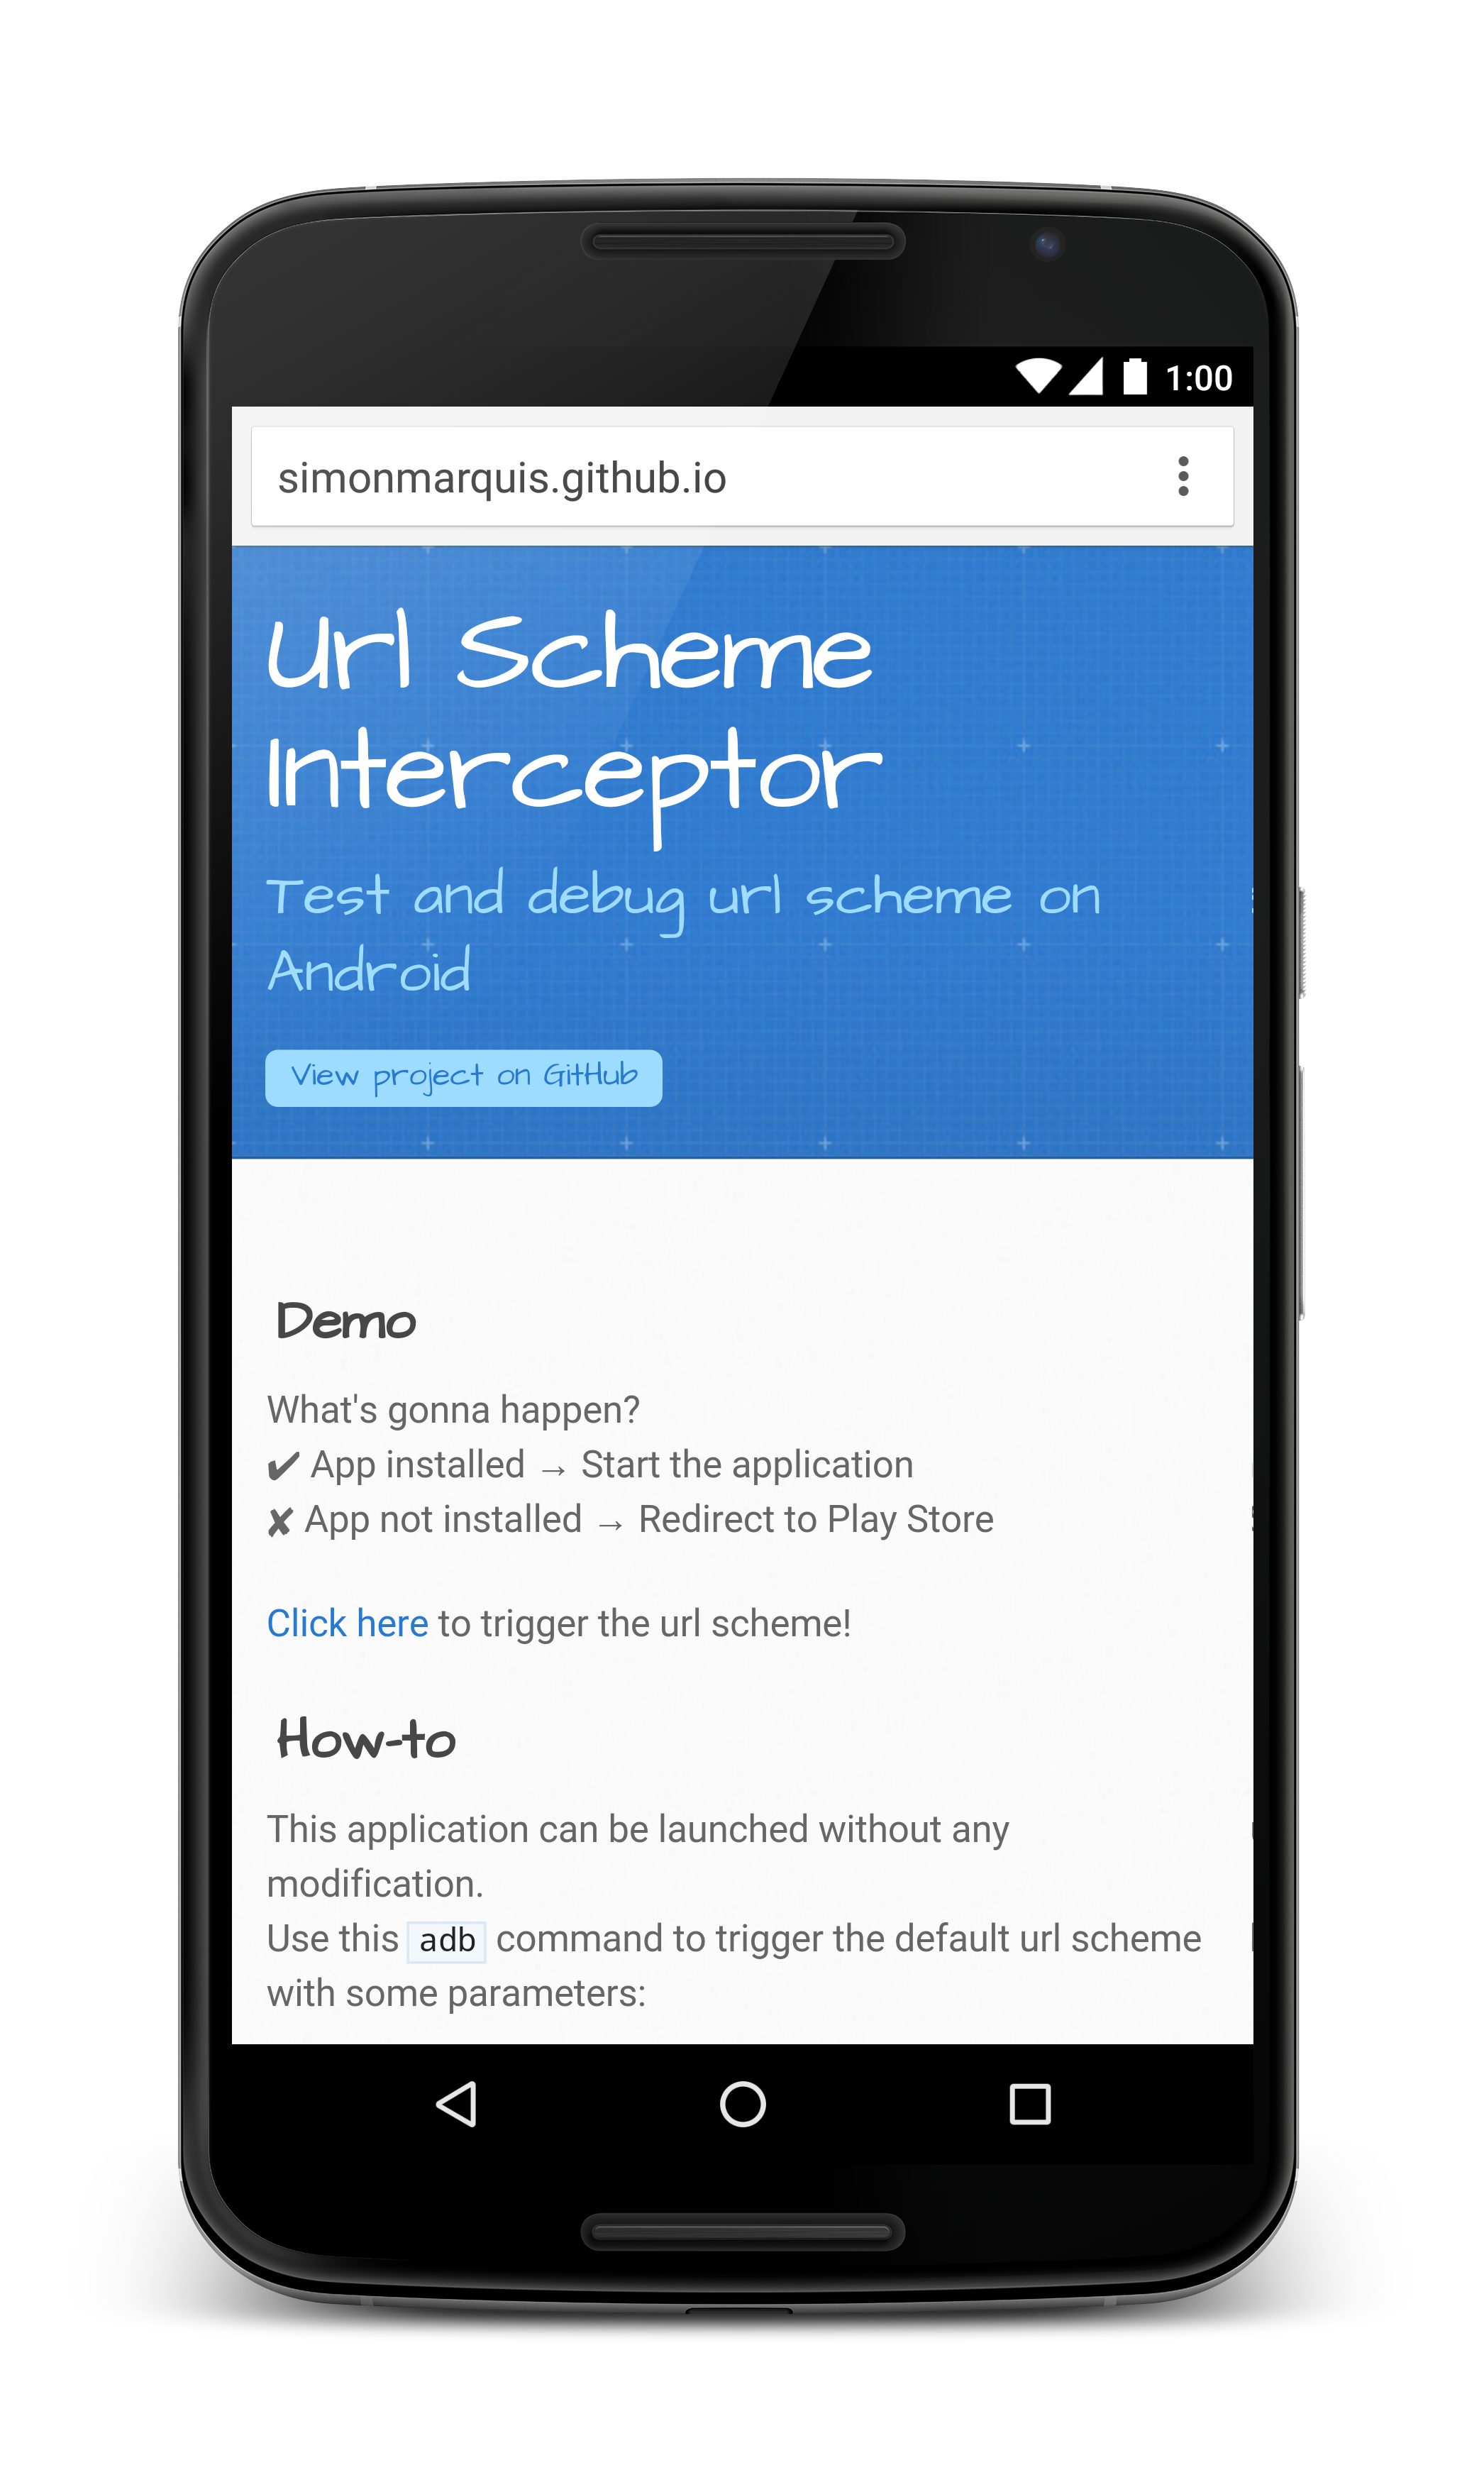 1:00
simonmarquis.github.io
Url Scheme
Interceptor
Test and debug url scheme on
Android
View project on GitHub
Demo
What's gonna happen?
✔ App installed → Start the application
✘ App not installed → Redirect to Play Store
Click here to trigger the url scheme!
How-to
This application can be launched without any
modification.
Use this adb command to trigger the default url scheme
with some parameters: